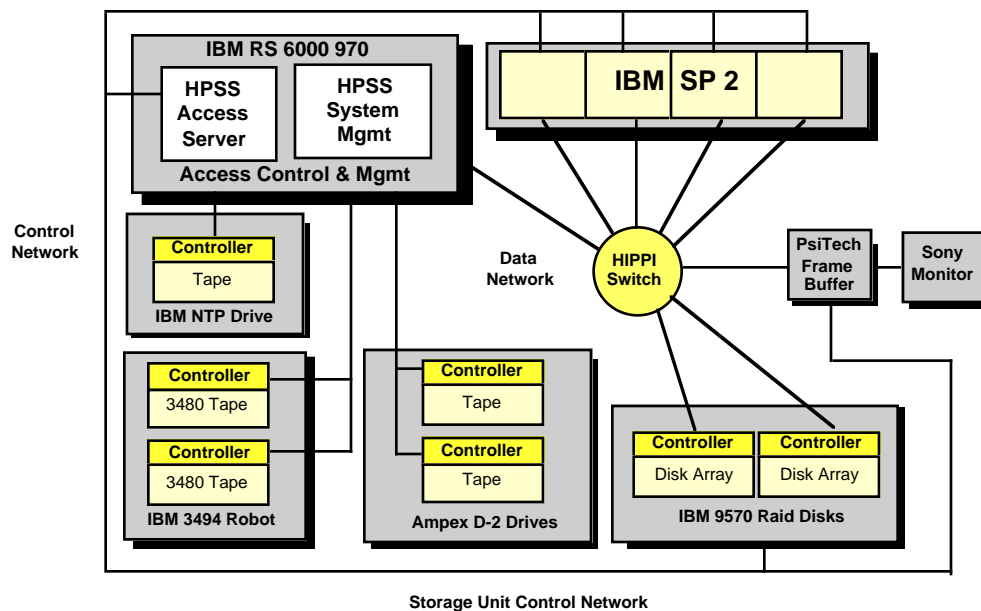 IBM RS 6000 970
HPSS
Access
Server
HPSS
System
Mgmt
Access Control & Mgmt
IBM SP 2
Control
Network
Controller
Tape
IBM NTP Drive
Data
Network
HIPPI
Switch
PsiTech
Frame
Buffer
Sony
Monitor
Controller
3480 Tape
Controller
3480 Tape
IBM 3494 Robot
Controller
Tape
Controller
Tape
Ampex D-2 Drives
Controller
Disk Array
Controller
Disk Array
IBM 9570 Raid Disks
Storage Unit Control Network